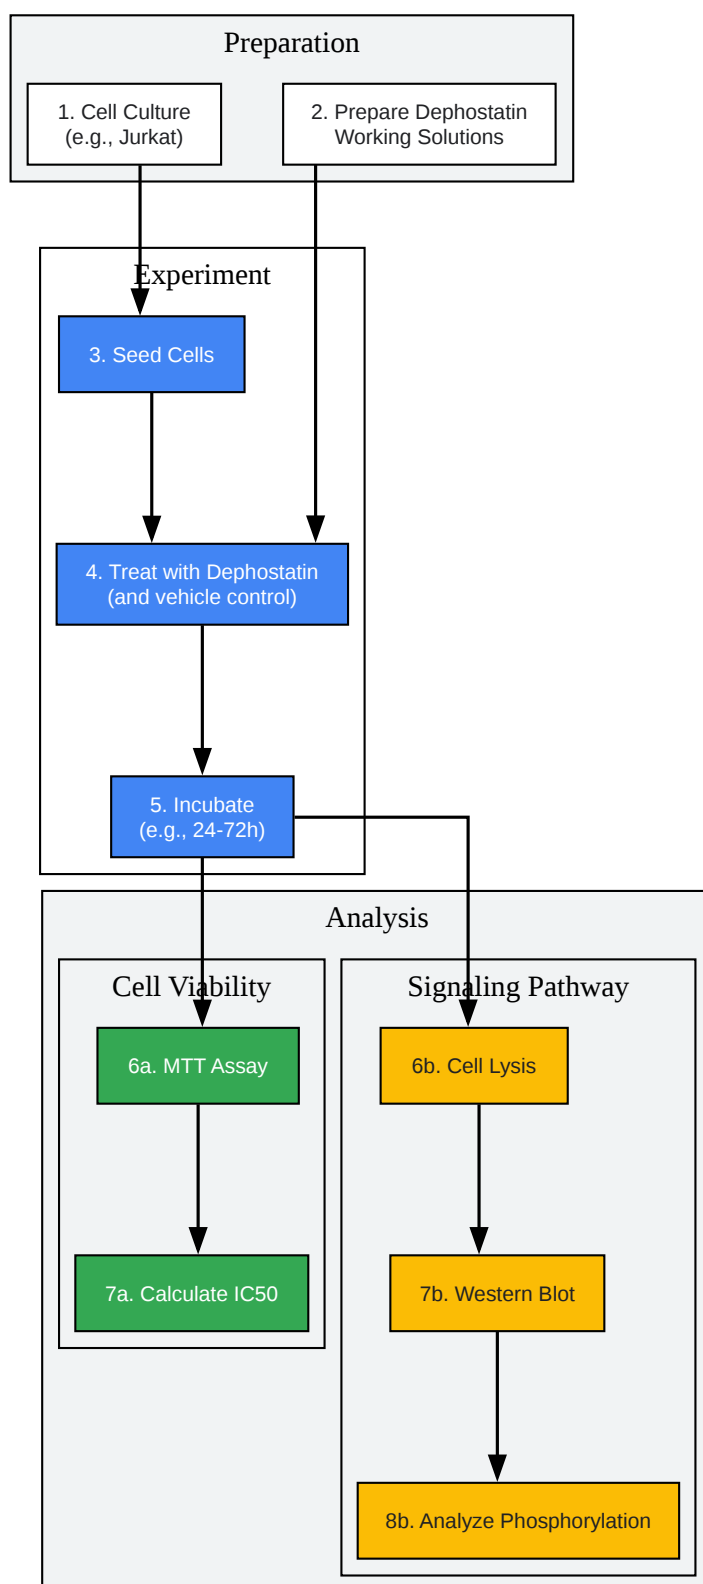 Preparation
1. Cell Culture
(e.g., Jurkat)
2. Prepare Dephostatin
Working Solutions
Experiment
3. Seed Cells
4. Treat with Dephostatin
(and vehicle control)
5. Incubate
(e.g., 24-72h)
Analysis
Cell Viability
Signaling Pathway
6a. MTT Assay
6b. Cell Lysis
7a. Calculate IC50
7b. Western Blot
8b. Analyze Phosphorylation